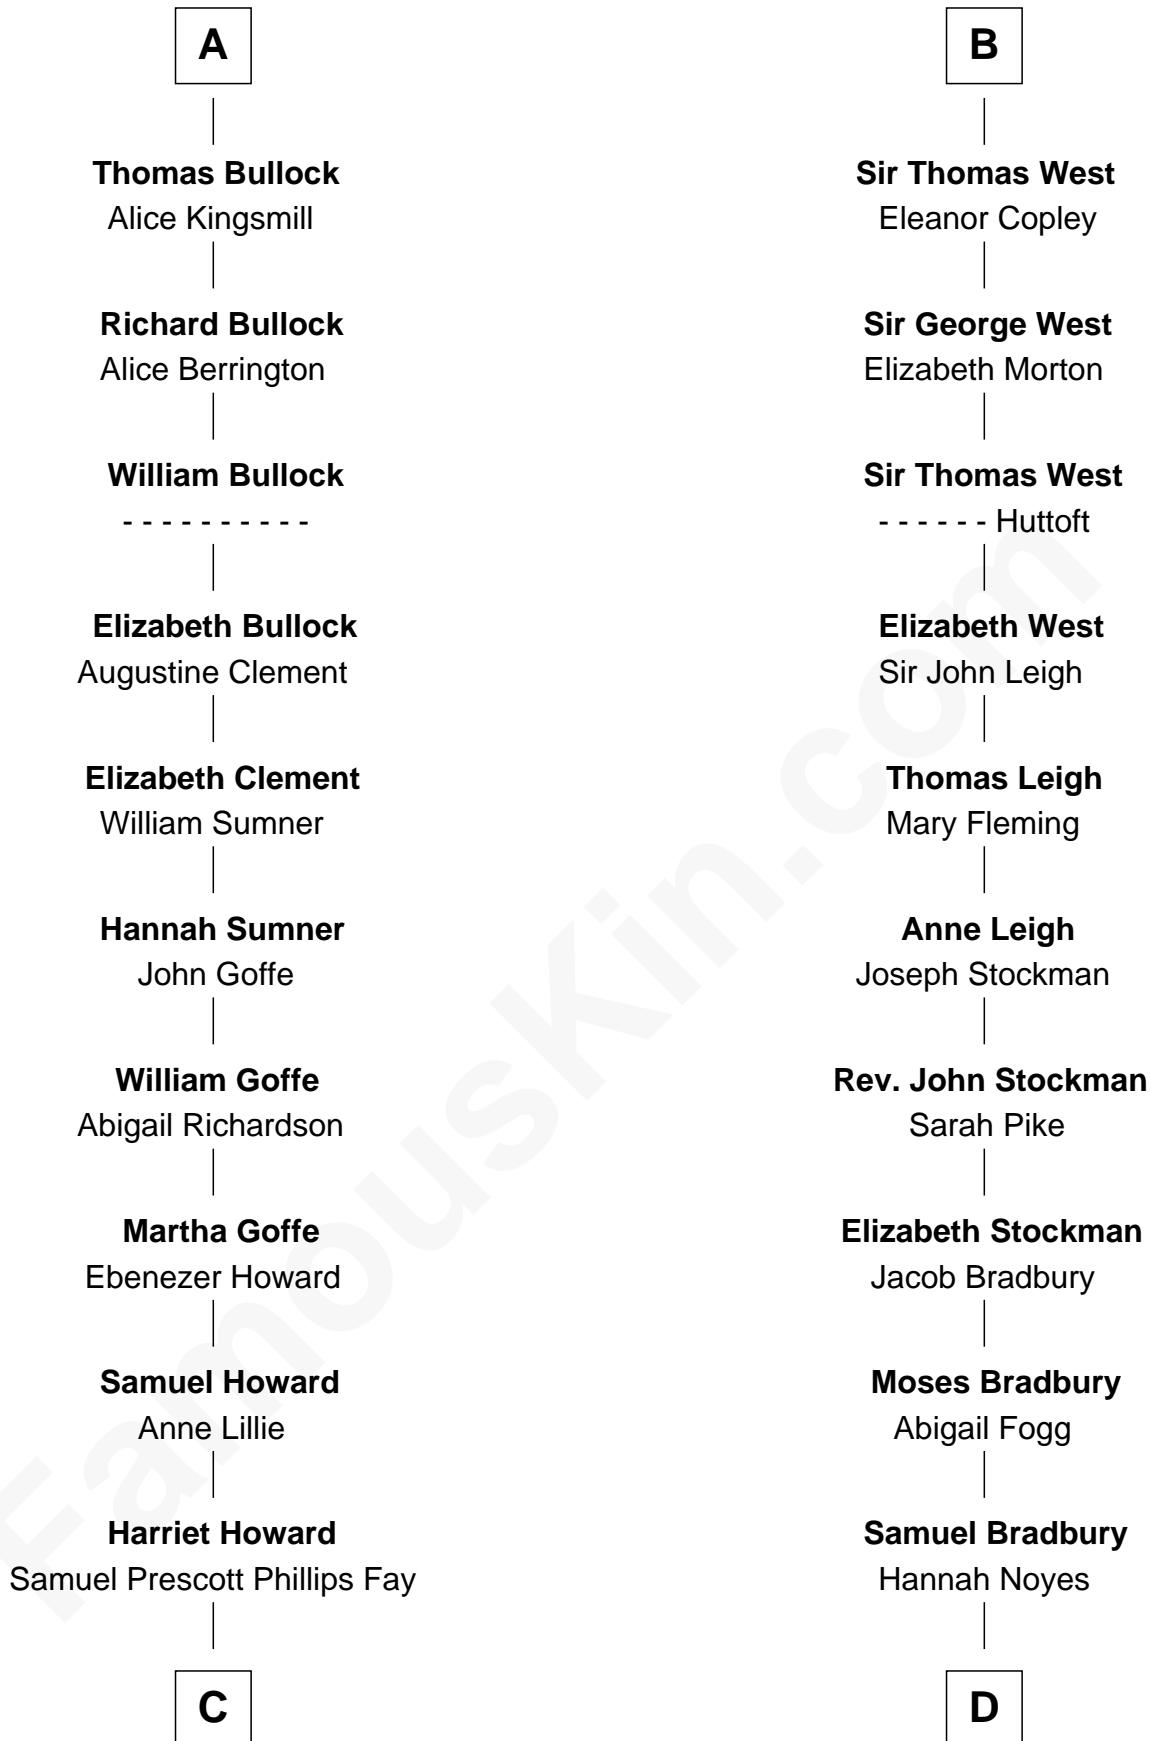 A
Thomas Bullock
Alice Kingsmill
Richard Bullock
Alice Berrington
William Bullock
- - - - - - - - - -
Elizabeth Bullock
Augustine Clement
Elizabeth Clement
William Sumner
Hannah Sumner
John Goffe
William Goffe
Abigail Richardson
Martha Goffe
Ebenezer Howard
Samuel Howard
Anne Lillie
Harriet Howard
Samuel Prescott Phillips Fay
C
B
Sir Thomas West
Eleanor Copley
Sir George West
Elizabeth Morton
Sir Thomas West
- - - - - - Huttoft
Elizabeth West
Sir John Leigh
Thomas Leigh
Mary Fleming
Anne Leigh
Joseph Stockman
Rev. John Stockman
Sarah Pike
Elizabeth Stockman
Jacob Bradbury
Moses Bradbury
Abigail Fogg
Samuel Bradbury
Hannah Noyes
D
FamousKin.com